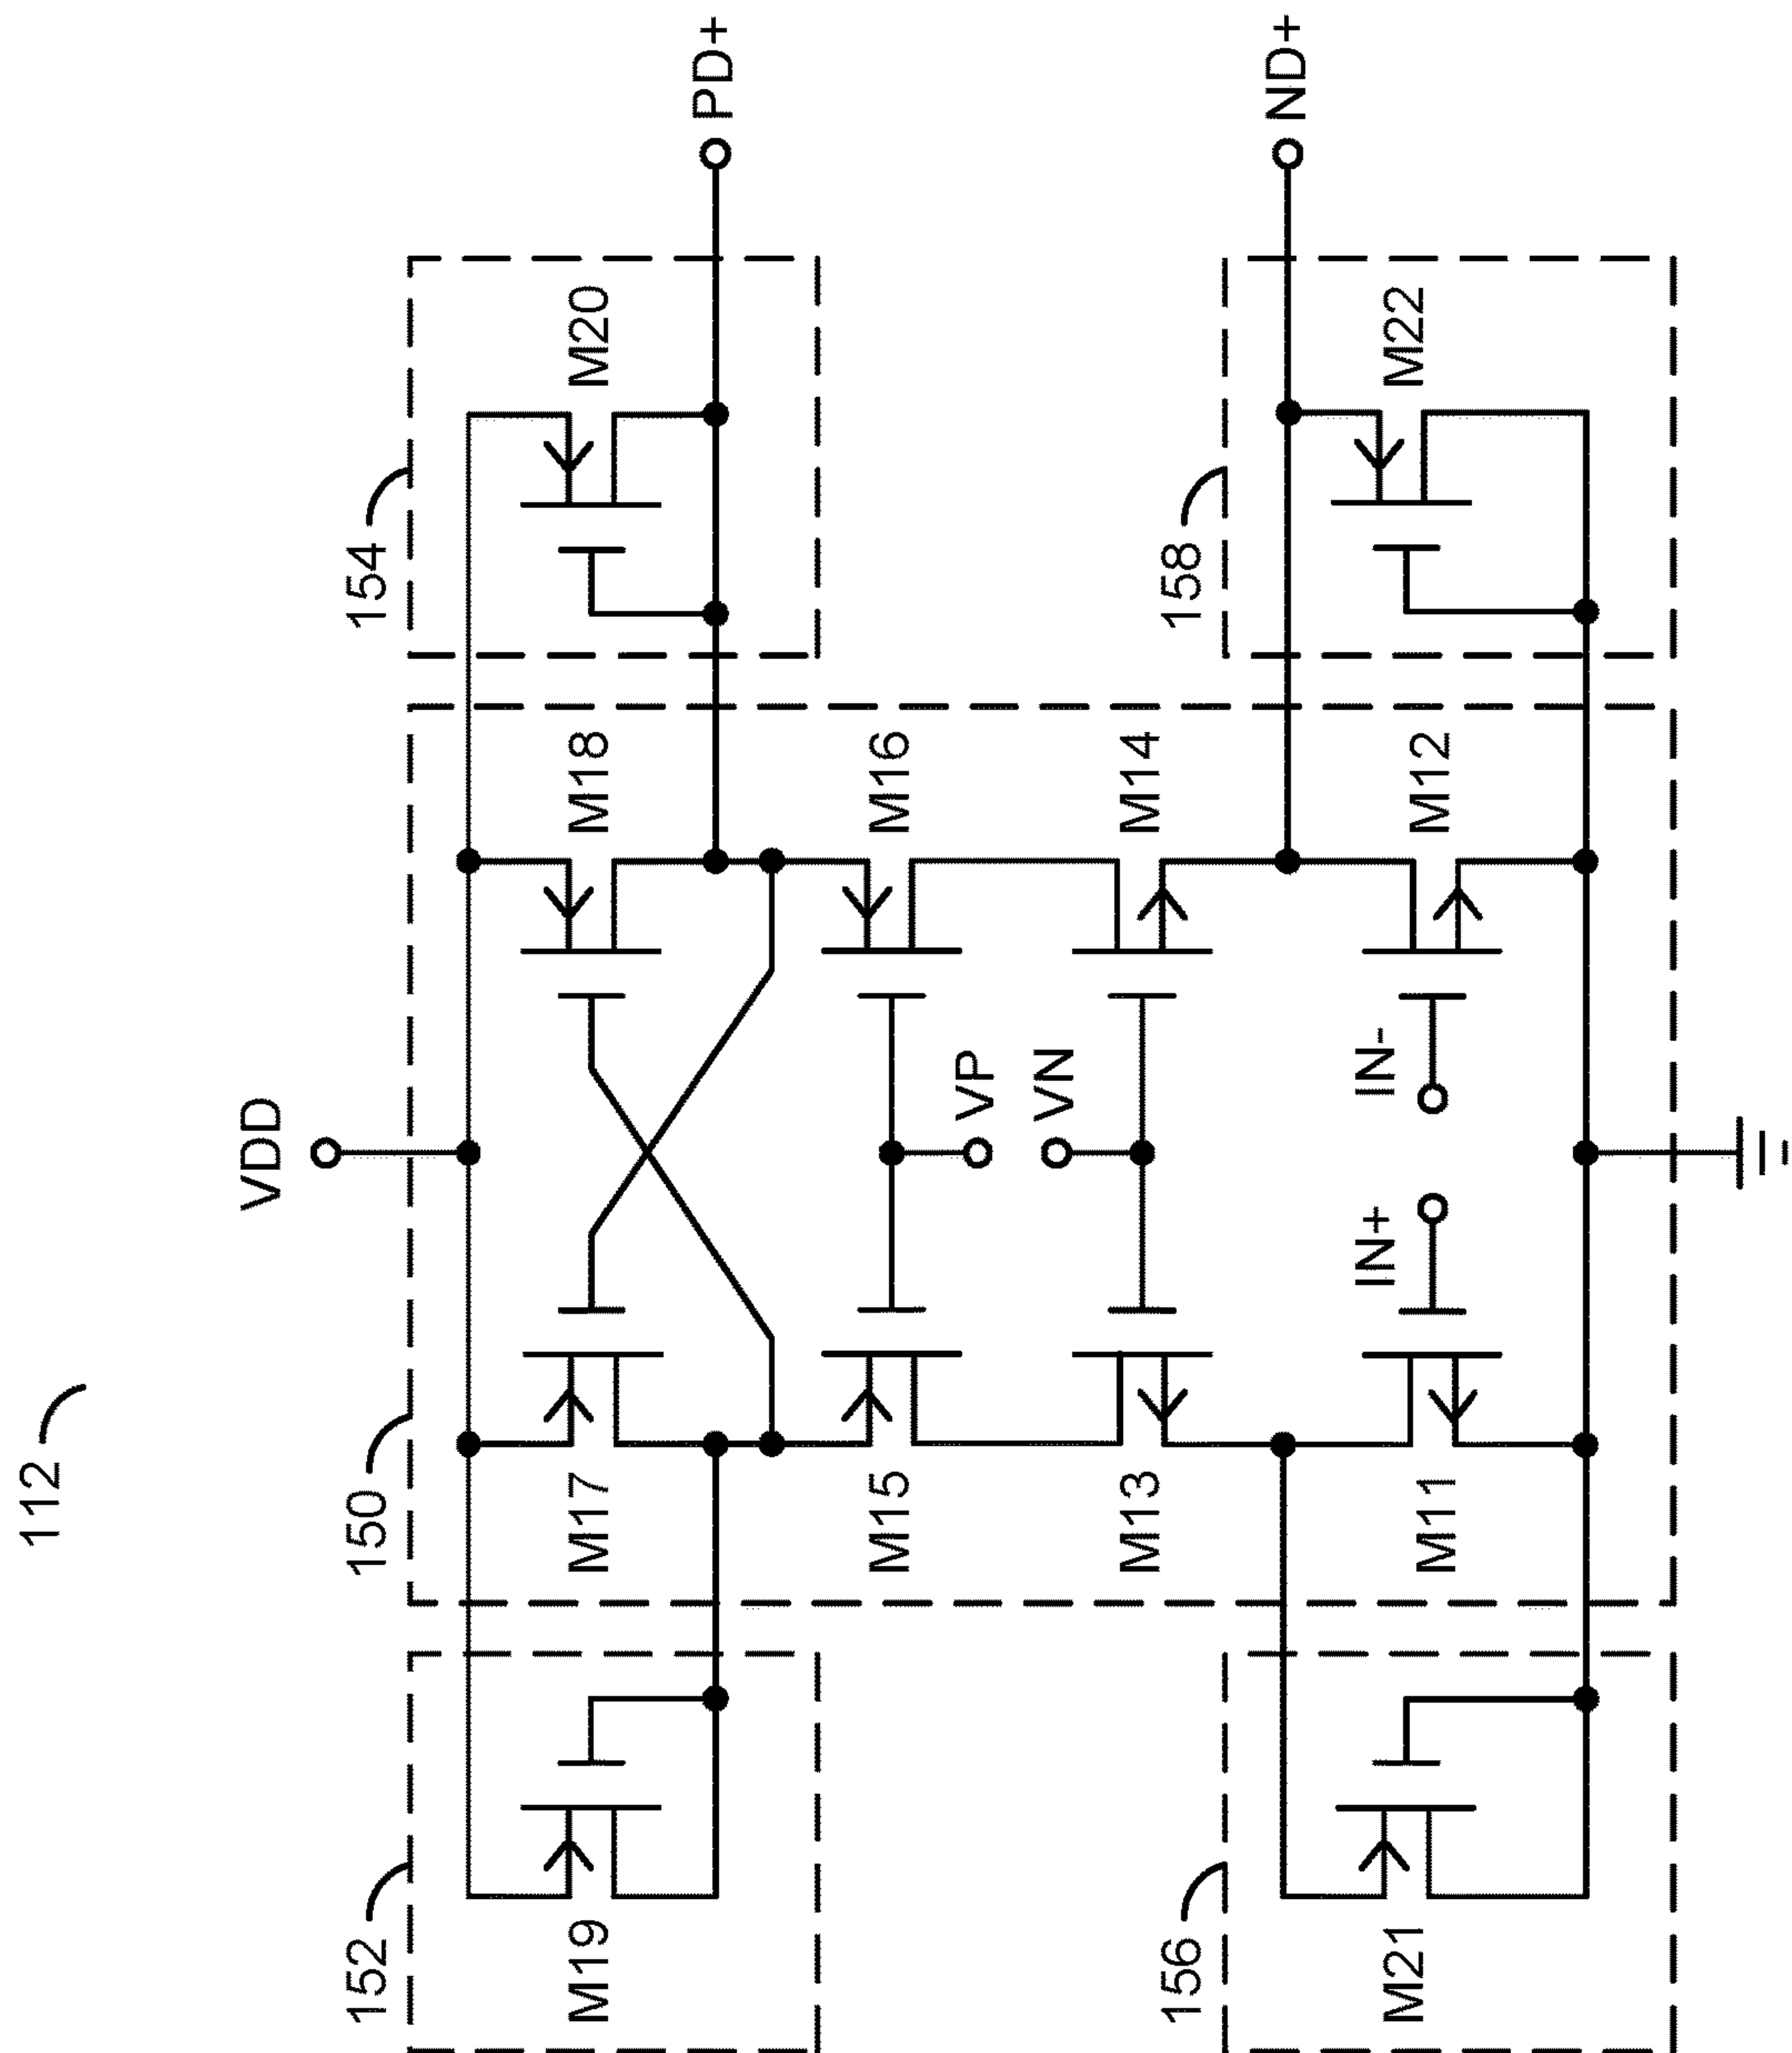 112
VDD
152
150
154
M19
M17
M18
M20
PD+
M15
M16
VP
VN
M13
M14
156
158
ND+
IN+
IN-
M21
M11
M12
M22